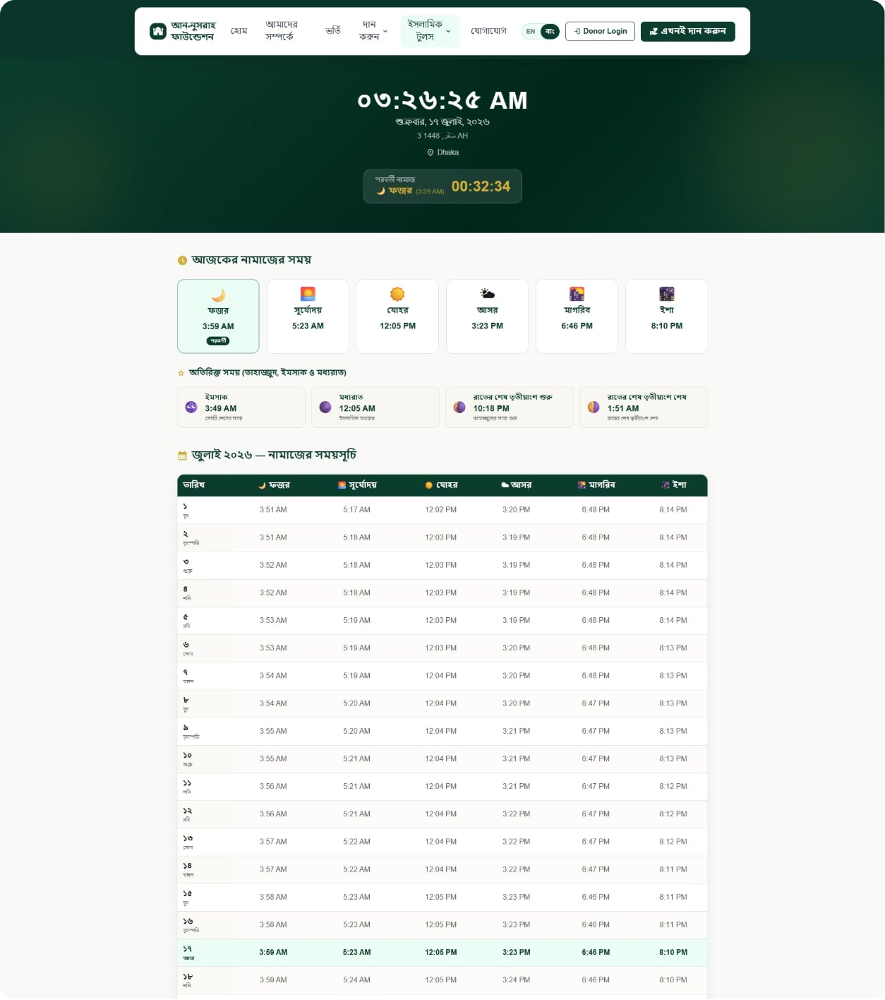 আন-নুসরাহ ফাউন্ডেশন
হোম
আমাদের সম্পর্কে
ভর্তি
দান করুন
ইসলামিক টুলস
যোগাযোগ
EN বাং
Donor Login
এখনই দান করুন
০৩:২৬:২৫ AM
শুক্রবার, ১৭ জুলাই, ২০২৬
3 صفر, 1448 AH
Dhaka
পরবর্তী নামাজ
ফজর (3:59 AM) 00:32:34
আজকের নামাজের সময়
ফজর
3:59 AM
পরবর্তী
সূর্যোদয়
5:23 AM
যোহর
12:05 PM
আসর
3:23 PM
মাগরিব
6:46 PM
ইশা
8:10 PM
অতিরিক্ত সময় (তাহাজ্জুদ, ইমসাক ও মধ্যরাত)
ইমসাক
3:49 AM
সেহরি শেষের সময়
মধ্যরাত
12:05 AM
ইসলামিক মধ্যরাত
রাতের শেষ তৃতীয়াংশ শুরু
10:18 PM
তাহাজ্জুদের সময় শুরু
রাতের শেষ তৃতীয়াংশ শেষ
1:51 AM
রাতের শেষ তৃতীয়াংশ শেষ
জুলাই ২০২৬ — নামাজের সময়সূচি
তারিখ ফজর সূর্যোদয় যোহর আসর মাগরিব ইশা
১ 3:51 AM 5:17 AM 12:02 PM 3:20 PM 6:48 PM 8:14 PM
বুধ
২ 3:51 AM 5:18 AM 12:03 PM 3:19 PM 6:48 PM 8:14 PM
বৃহস্পতি
৩ 3:52 AM 5:18 AM 12:03 PM 3:19 PM 6:48 PM 8:14 PM
শুক্র
৪ 3:52 AM 5:18 AM 12:03 PM 3:19 PM 6:48 PM 8:14 PM
শনি
৫ 3:53 AM 5:19 AM 12:03 PM 3:19 PM 6:48 PM 8:14 PM
রবি
৬ 3:53 AM 5:19 AM 12:03 PM 3:20 PM 6:48 PM 8:13 PM
সোম
৭ 3:54 AM 5:19 AM 12:04 PM 3:20 PM 6:48 PM 8:13 PM
মঙ্গল
৮ 3:54 AM 5:20 AM 12:04 PM 3:20 PM 6:47 PM 8:13 PM
বুধ
৯ 3:55 AM 5:20 AM 12:04 PM 3:21 PM 6:47 PM 8:13 PM
বৃহস্পতি
১০ 3:55 AM 5:21 AM 12:04 PM 3:21 PM 6:47 PM 8:13 PM
শুক্র
১১ 3:56 AM 5:21 AM 12:04 PM 3:21 PM 6:47 PM 8:12 PM
শনি
১২ 3:56 AM 5:21 AM 12:04 PM 3:22 PM 6:47 PM 8:12 PM
রবি
১৩ 3:57 AM 5:22 AM 12:04 PM 3:22 PM 6:47 PM 8:12 PM
সোম
১৪ 3:57 AM 5:22 AM 12:04 PM 3:22 PM 6:47 PM 8:11 PM
মঙ্গল
১৫ 3:58 AM 5:23 AM 12:05 PM 3:23 PM 6:46 PM 8:11 PM
বুধ
১৬ 3:58 AM 5:23 AM 12:05 PM 3:23 PM 6:46 PM 8:11 PM
বৃহস্পতি
১৭ 3:59 AM 5:23 AM 12:05 PM 3:23 PM 6:46 PM 8:10 PM
আজ
১৮ 3:59 AM 5:24 AM 12:05 PM 3:24 PM 6:46 PM 8:10 PM
শনি